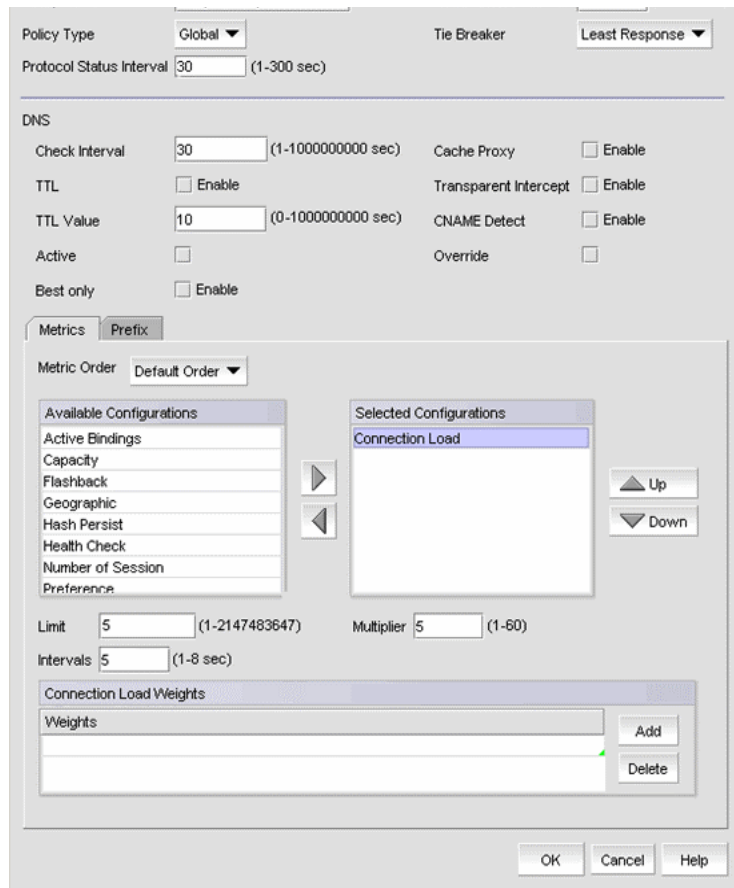 Policy Type Global Tie Breaker Least Response
Protocol Status Interval 30 (1-300 sec)
DNS
Check Interval 30 (1-1000000000 sec) Cache Proxy Enable
TTL Enable Transparent Intercept Enable
TTL Value 10 (0-1000000000 sec) CNAME Detect Enable
Active Override
Best only Enable
Metrics Prefix
Metric Order Default Order
Available Configurations Selected Configurations
Active Bindings Connection Load
Capacity
Flashback
Geographic
Hash Persist
Health Check
Number of Session
Preference
Up
Down
Limit 5 (1-2147483647) Multiplier 5 (1-60)
Intervals 5 (1-8 sec)
Connection Load Weights
Weights
Add
Delete
OK Cancel Help